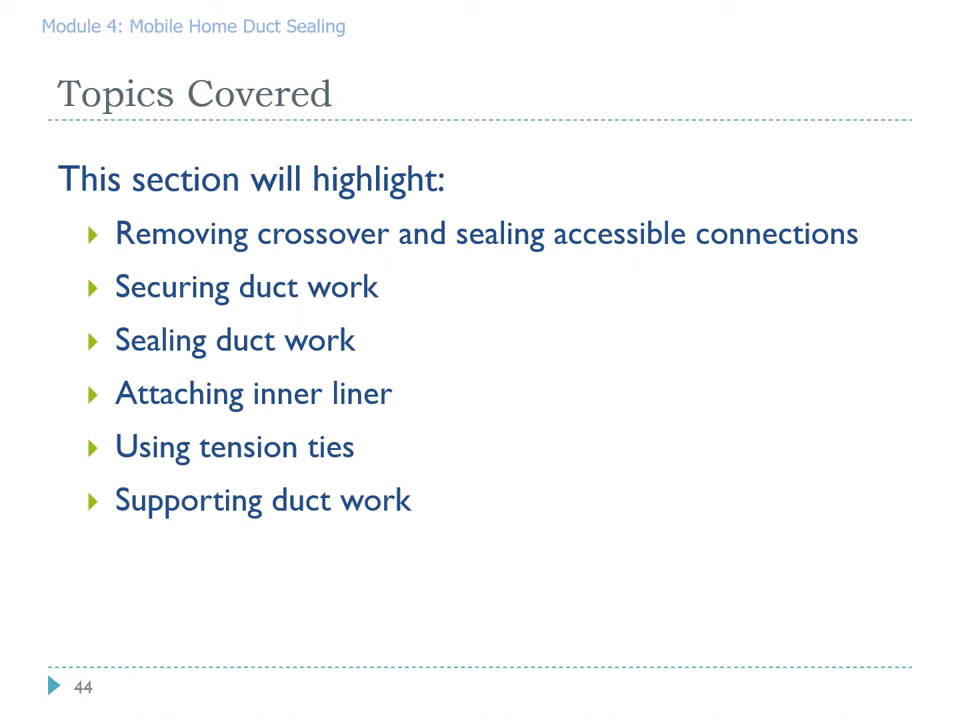 Module 4: Mobile Home Duct Sealing
Topics Covered
This section will highlight:
Removing crossover and sealing accessible connections
Securing duct work
Sealing duct work
Attaching inner liner
Using tension ties
Supporting duct work
44